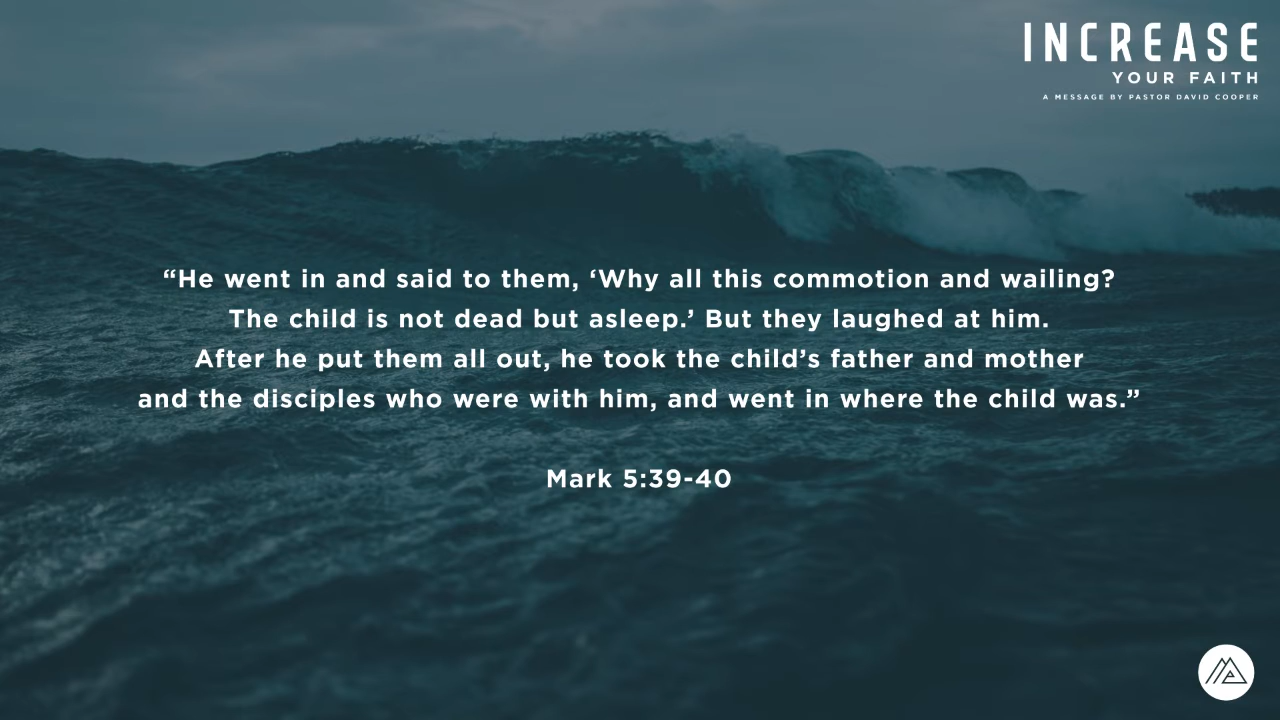 INCREASE
YOUR FAITH
A MESSAGE BY PASTOR DAVID COOPER
“He went in and said to them, ‘Why all this commotion and wailing?
The child is not dead but asleep.’ But they laughed at him.
After he put them all out, he took the child’s father and mother
and the disciples who were with him, and went in where the child was.”
Mark 5:39-40